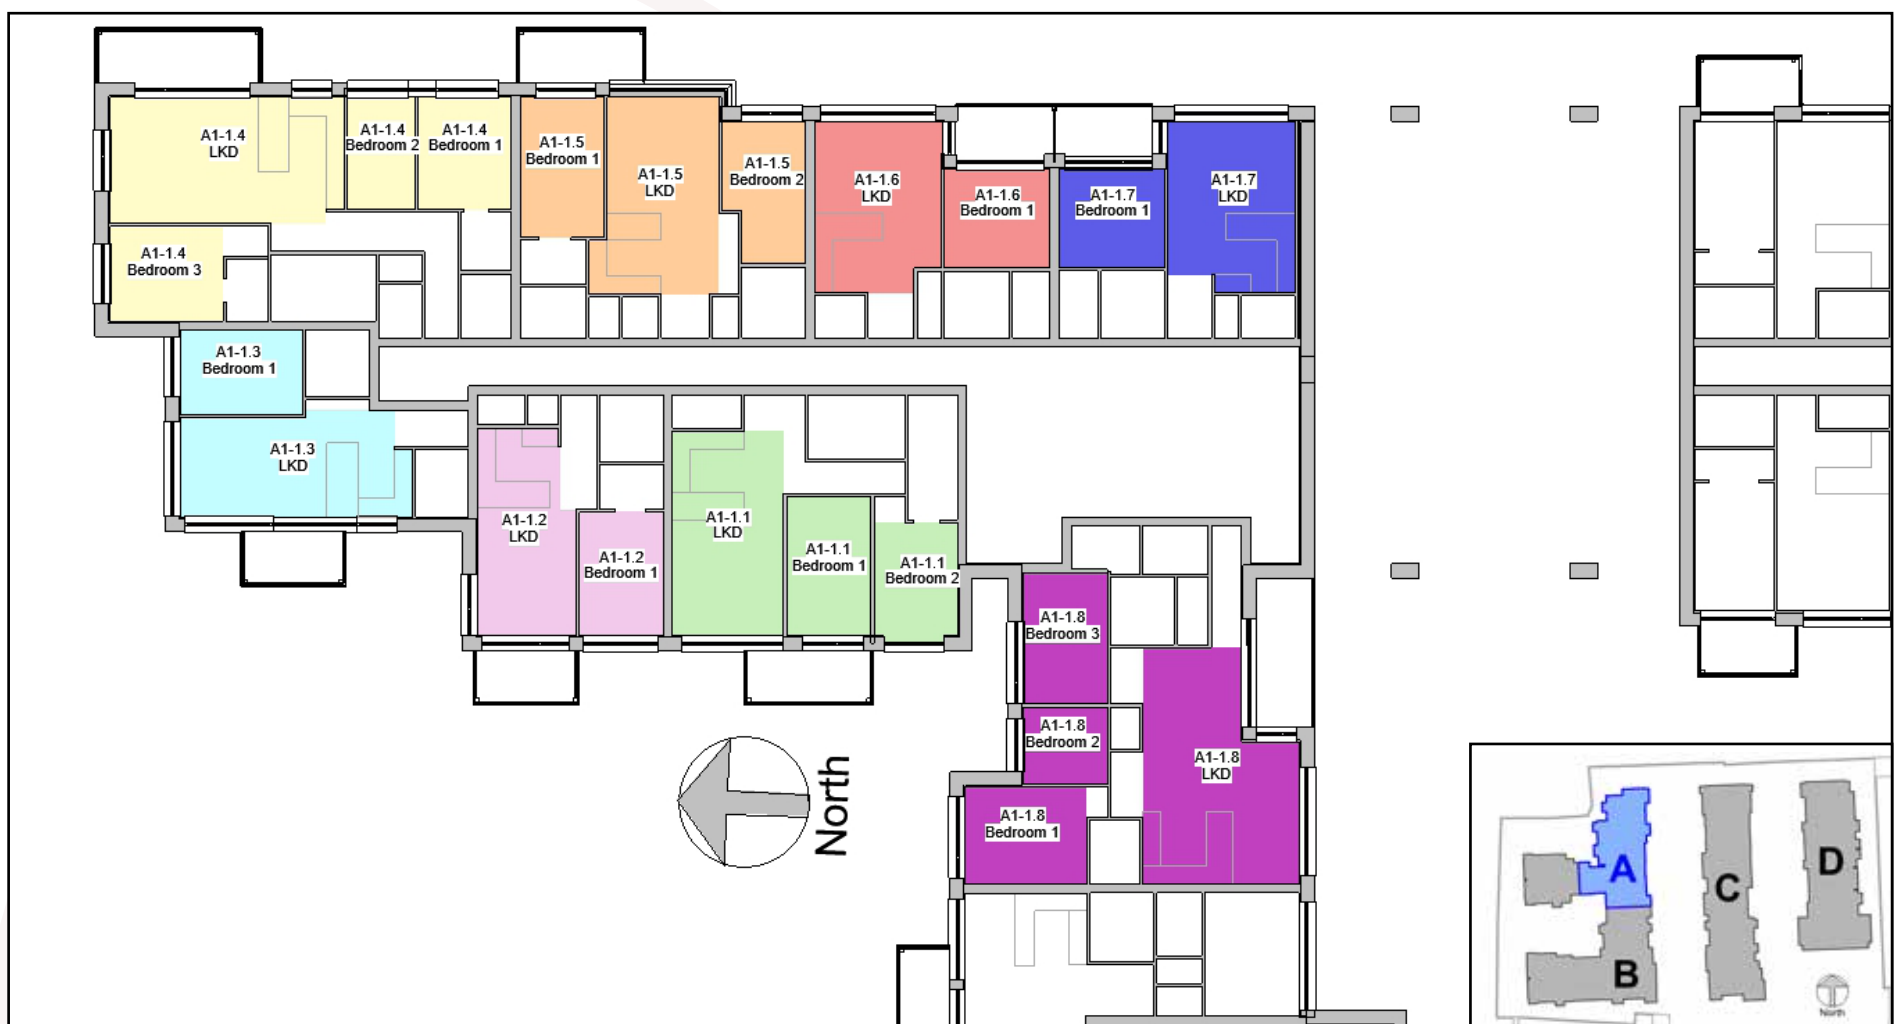 A1-1.4
LKD
A1-1.4
Bedroom 2
A1-1.4
Bedroom 1
A1-1.5
Bedroom 1
A1-1.5
LKD
A1-1.5
Bedroom 2
A1-1.6
LKD
A1-1.6
Bedroom 1
A1-1.7
Bedroom 1
A1-1.7
LKD
A1-1.4
Bedroom 3
A1-1.3
Bedroom 1
A1-1.3
LKD
A1-1.2
LKD
A1-1.2
Bedroom 1
A1-1.1
LKD
A1-1.1
Bedroom 1
A1-1.1
Bedroom 2
A1-1.8
Bedroom 3
A1-1.8
Bedroom 2
A1-1.8
LKD
A1-1.8
Bedroom 1
North
A
B
C
D
North